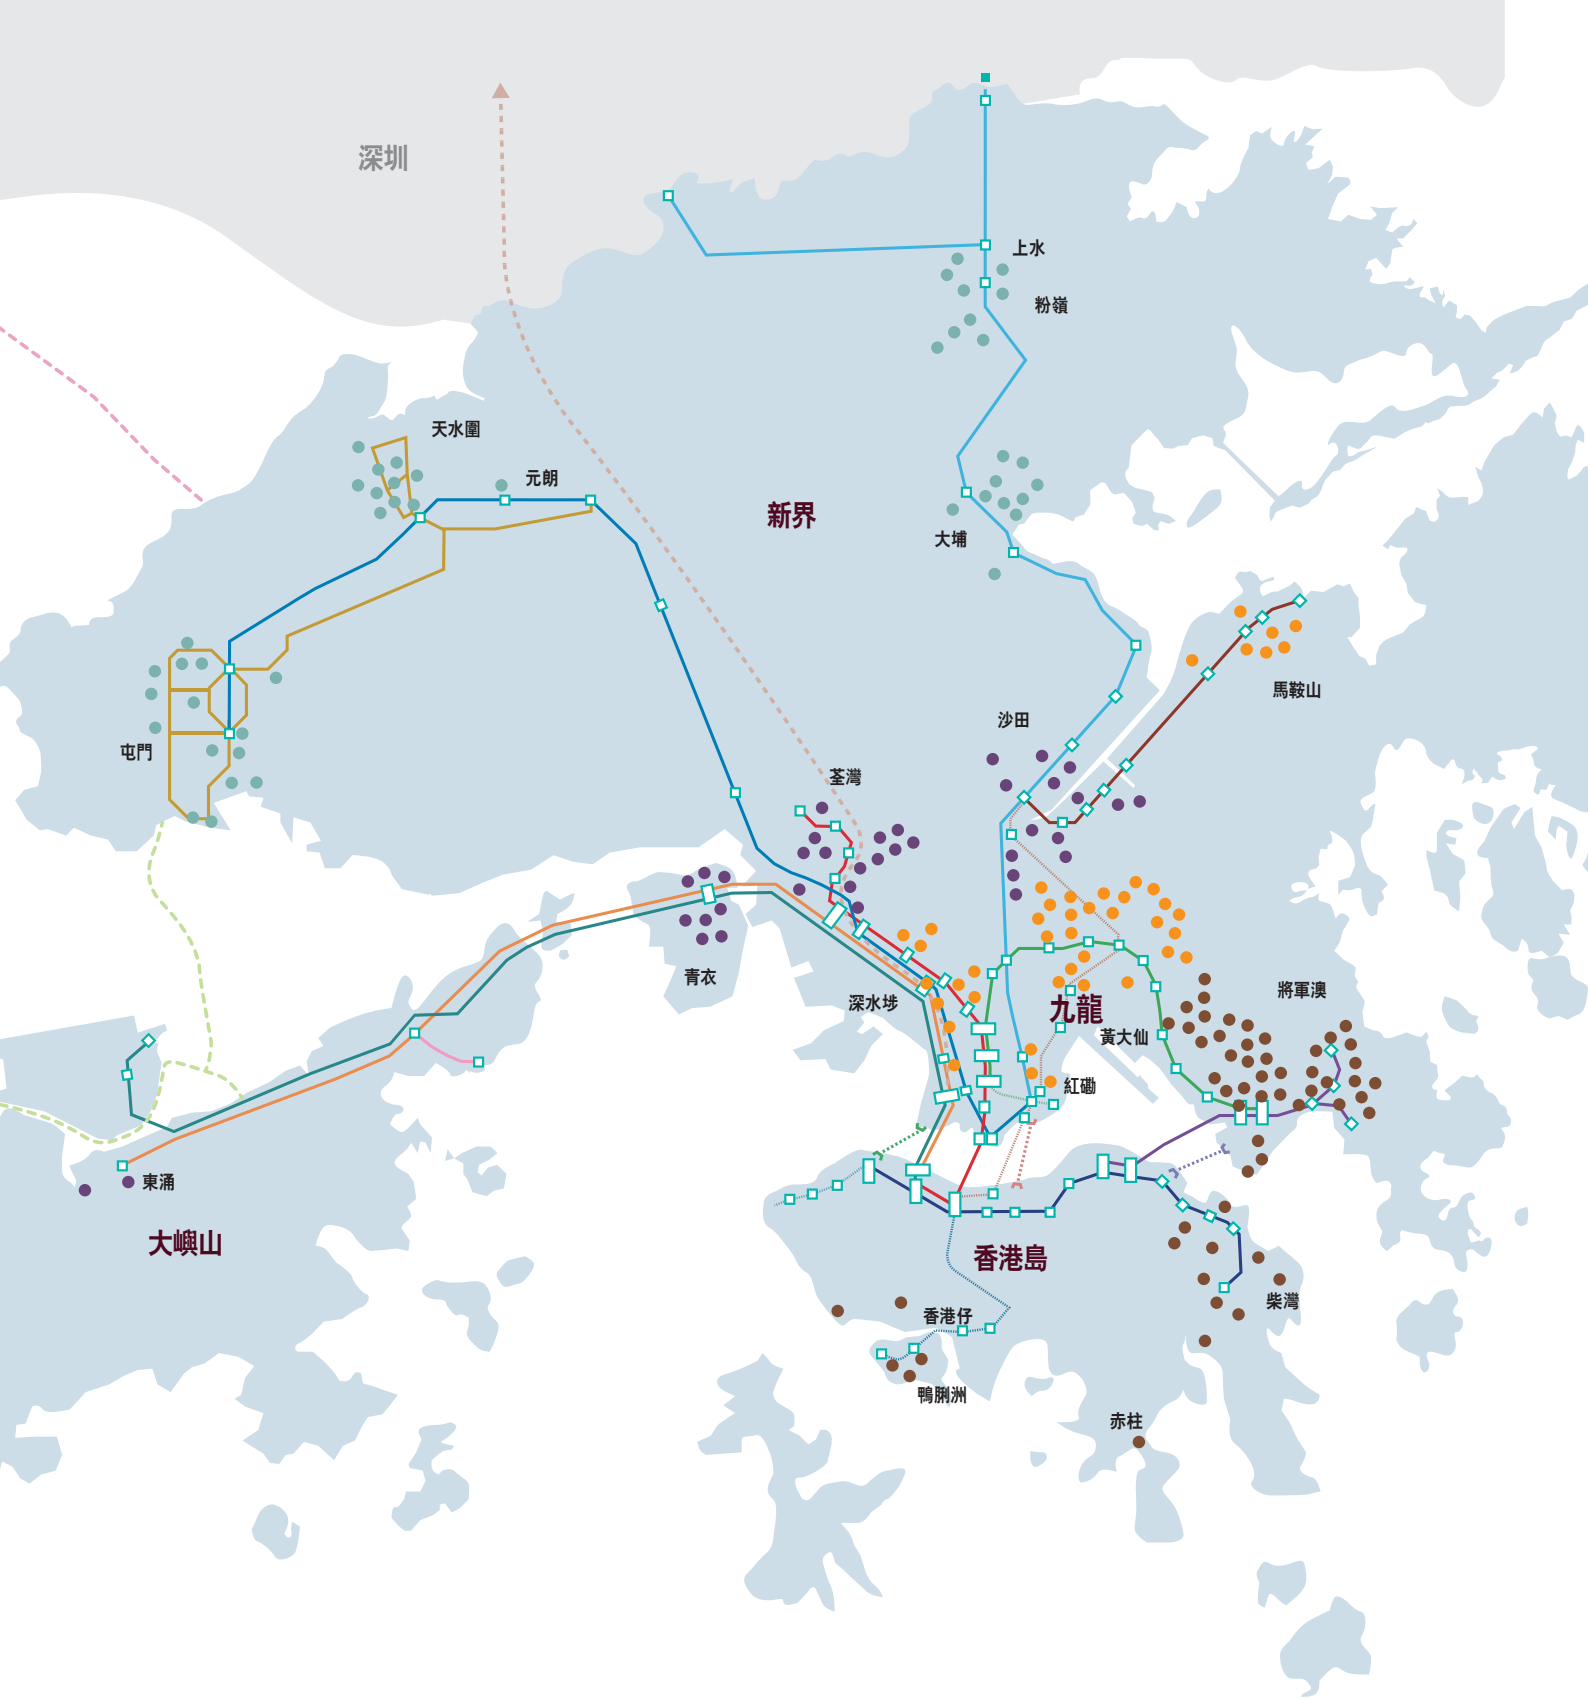 深圳
上水
粉嶺
天水圍
元朗
新界
大埔
馬鞍山
沙田
屯門
荃灣
青衣
深水埗
九龍
將軍澳
黃大仙
紅磡
東涌
大嶼山
香港島
柴灣
香港仔
鴨脷洲
赤柱